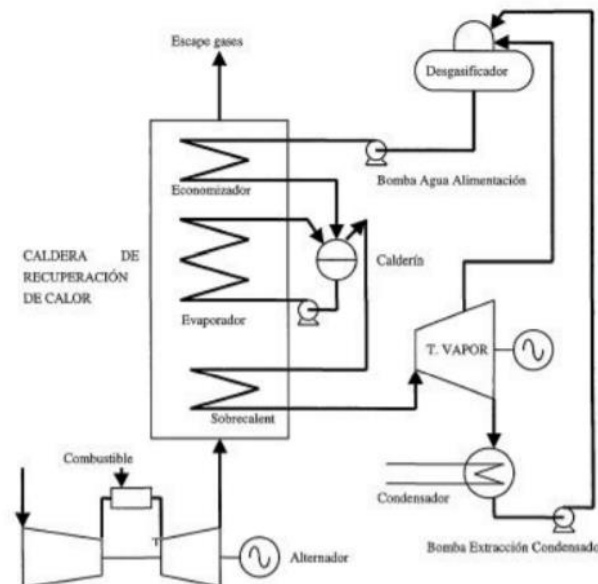 Escape gases
Desgasificador
Economizador
Bomba Agua Alimentación
CALDERA DE
RECUPERACIÓN
DE CALOR
Calderín
Evaporador
T. VAPOR
Sobrecalent
Combustible
Condensador
T
Alternador
Bomba Extracción Condensado